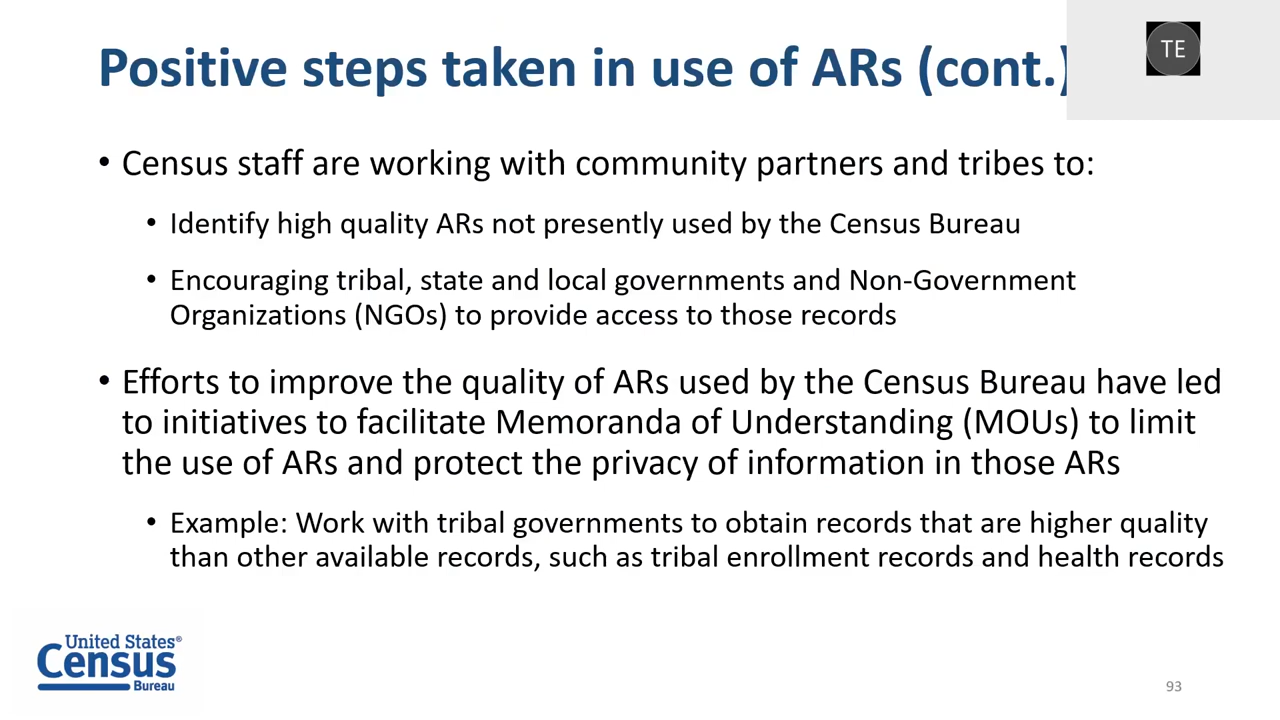 Positive steps taken in use of ARs (cont.)
TE
• Census staff are working with community partners and tribes to:
• Identify high quality ARs not presently used by the Census Bureau
• Encouraging tribal, state and local governments and Non-Government
Organizations (NGOs) to provide access to those records
• Efforts to improve the quality of ARs used by the Census Bureau have led
to initiatives to facilitate Memoranda of Understanding (MOUs) to limit
the use of ARs and protect the privacy of information in those ARs
• Example: Work with tribal governments to obtain records that are higher quality
than other available records, such as tribal enrollment records and health records
United States®
Census
Bureau
93